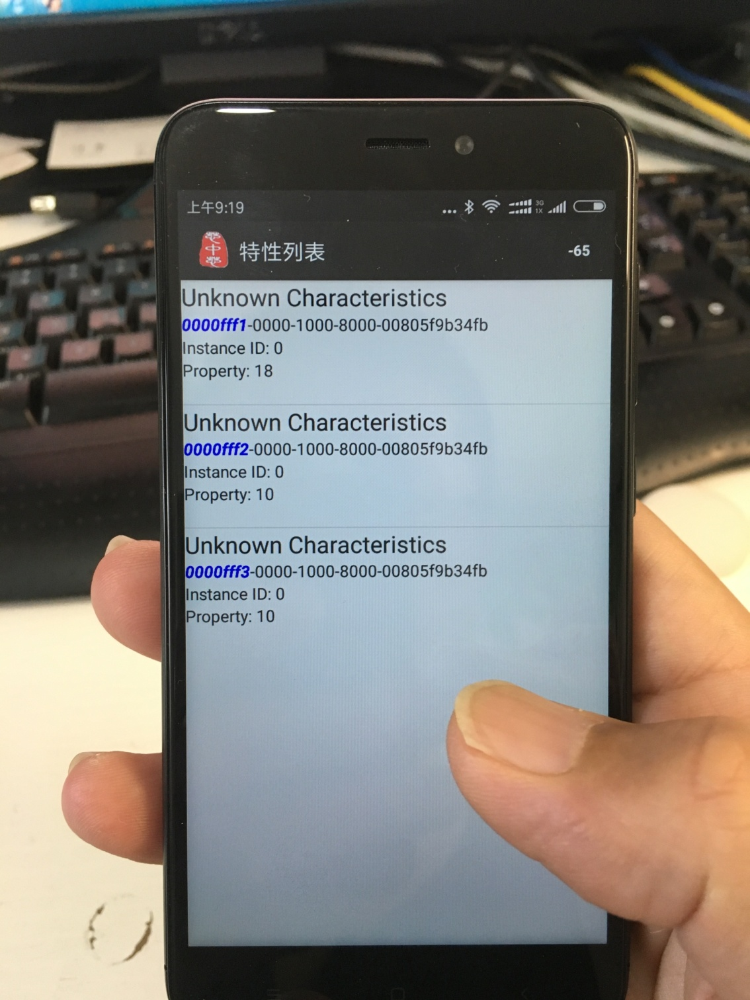 DELL
上午9:19
3G
1X
特性列表
-65
Unknown Characteristics
0000fff1-0000-1000-8000-00805f9b34fb
Instance ID: 0
Property: 18
Unknown Characteristics
0000fff2-0000-1000-8000-00805f9b34fb
Instance ID: 0
Property: 10
Unknown Characteristics
0000fff3-0000-1000-8000-00805f9b34fb
Instance ID: 0
Property: 10